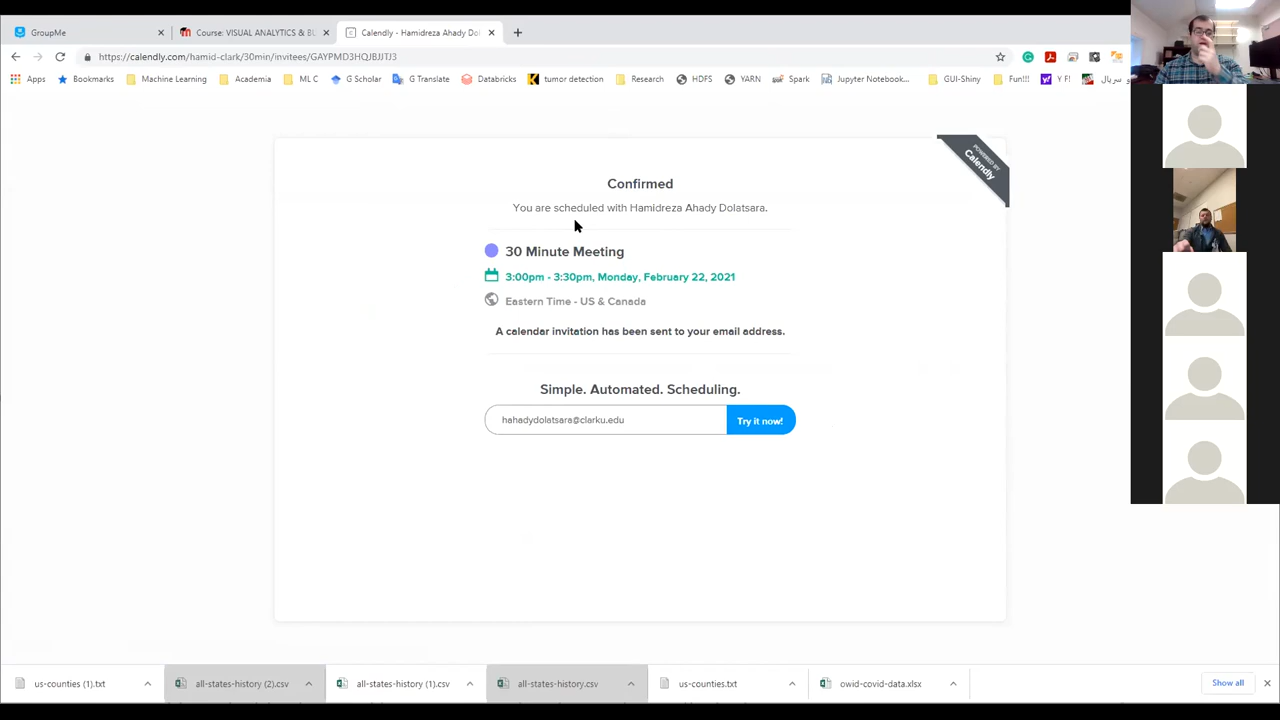 GroupMe
Course: VISUAL ANALYTICS & BU
Calendly - Hamidreza Ahady Dol
https://calendly.com/hamid-clark/30min/invitees/GAYPMD3HQJBJJTJ3
Apps
Bookmarks
Machine Learning
Academia
ML C
G Scholar
G Translate
Databricks
tumor detection
Research
HDFS
YARN
Spark
Jupyter Notebook...
GUI-Shiny
Fun!!!
Y F!
سریال
POWERED BY
Calendly
Confirmed
You are scheduled with Hamidreza Ahady Dolatsara.
30 Minute Meeting
3:00pm - 3:30pm, Monday, February 22, 2021
Eastern Time - US & Canada
A calendar invitation has been sent to your email address.
Simple. Automated. Scheduling.
hahadydolatsara@clarku.edu
Try it now!
us-counties (1).txt
all-states-history (2).csv
all-states-history (1).csv
all-states-history.csv
us-counties.txt
owid-covid-data.xlsx
Show all